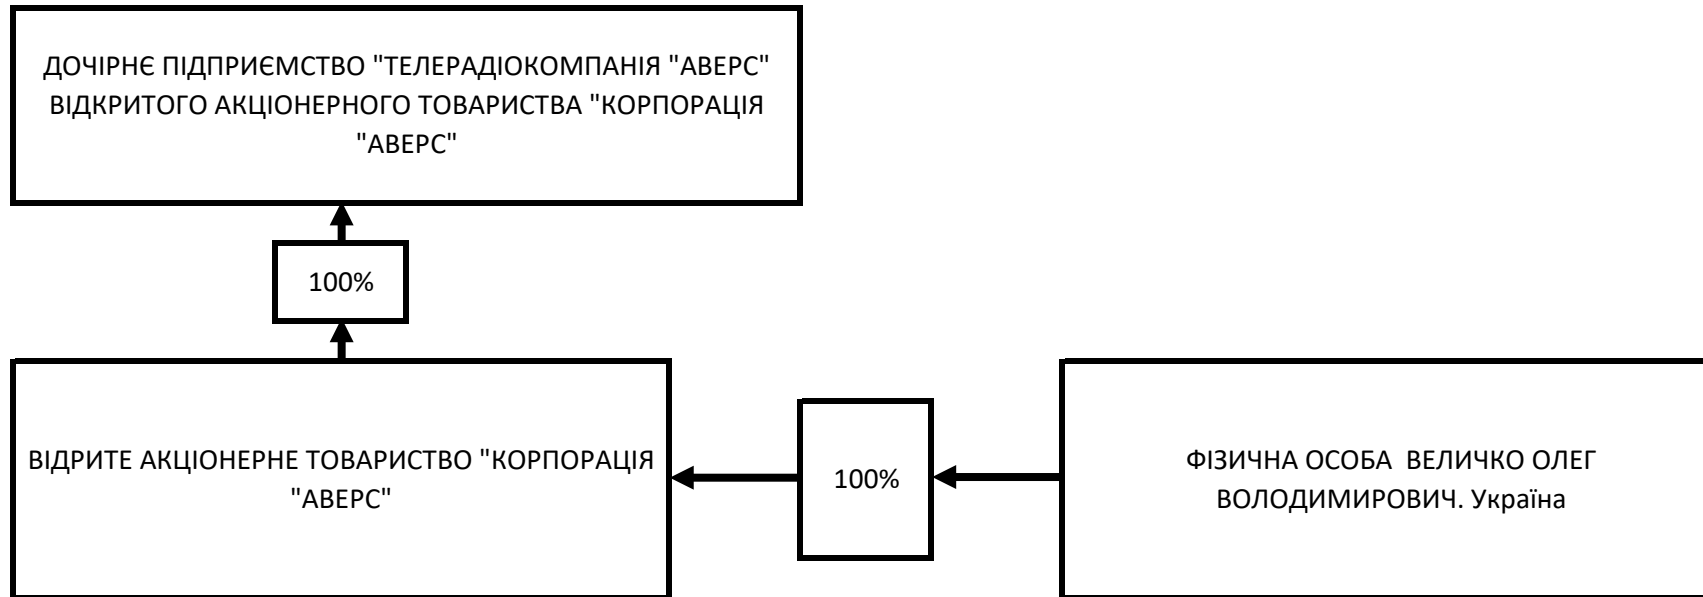 ДОЧІРНЄ ПІДПРИЄМСТВО "ТЕЛЕРАДІОКОМПАНІЯ "АВЕРС"
ВІДКРИТОГО АКЦІОНЕРНОГО ТОВАРИСТВА "КОРПОРАЦІЯ
"АВЕРС"
100%
ВІДРИТЕ АКЦІОНЕРНЕ ТОВАРИСТВО "КОРПОРАЦІЯ
"АВЕРС"
100%
ФІЗИЧНА ОСОБА  ВЕЛИЧКО ОЛЕГ
ВОЛОДИМИРОВИЧ. Україна